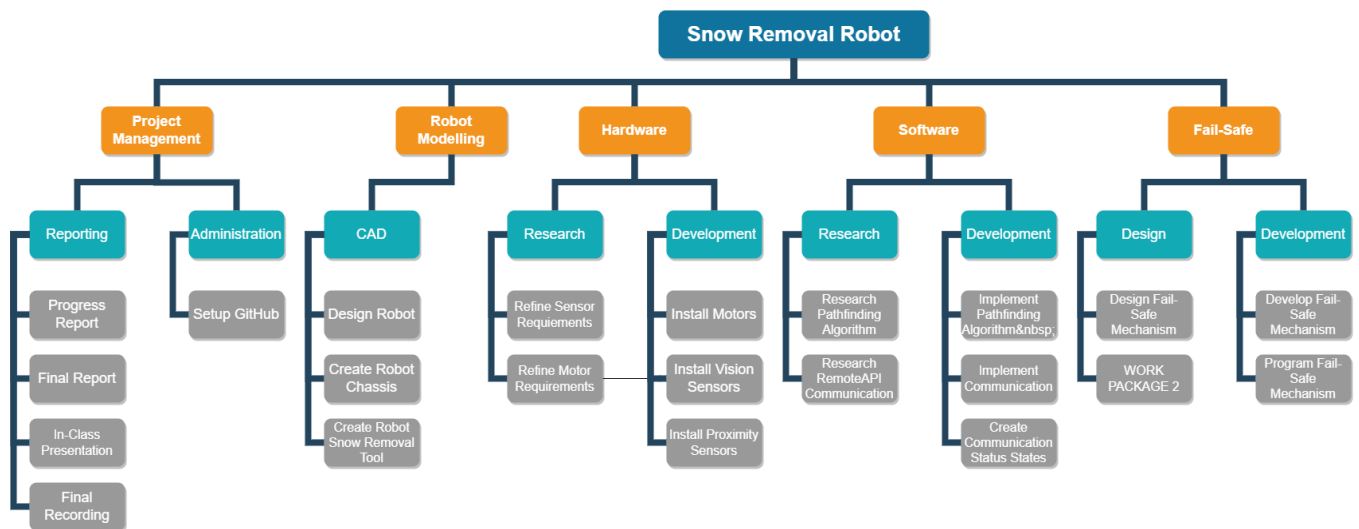 Snow Removal Robot
Project
Management
Robot
Modelling
Hardware
Software
Fail-Safe
Reporting
Administration
CAD
Research
Development
Research
Development
Design
Development
Progress
Report
Setup GitHub
Design Robot
Refine Sensor
Requiements
Install Motors
Research
Pathfinding
Algorithm
Implement
Pathfinding
Algorithm&nbsp;
Design Fail-
Safe
Mechanism
Develop Fail-
Safe
Mechanism
Final Report
Create Robot
Chassis
Refine Motor
Requirements
Install Vision
Sensors
Research
RemoteAPI
Communication
Implement
Communication
WORK
PACKAGE 2
Program Fail-
Safe
Mechanism
In-Class
Presentation
Create Robot
Snow Removal
Tool
Install Proximity
Sensors
Create
Communication
Status States
Final
Recording